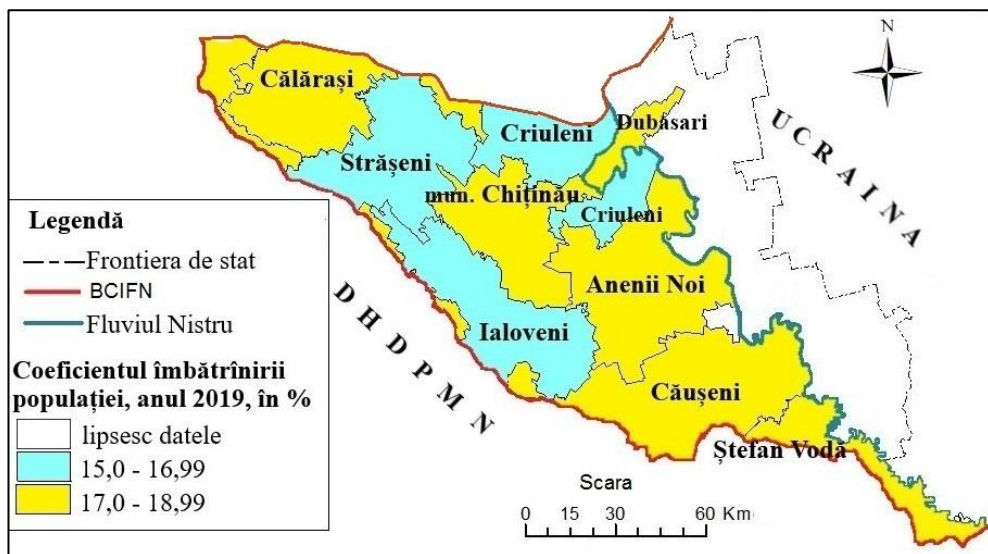 N
Călărași
Dubăsari
Criuleni
UCRAINA
Strășeni
mun. Chițînău
Criuleni
Legendă
Frontiera de stat
BCIFN
Fluviul Nistru
Anenii Noi
DHDPMN
Ialoveni
Coeficientul îmbătrînirii
populației, anul 2019, în %
lipsesc datele
15,0 - 16,99
17,0 - 18,99
Căușeni
Ștefan Vodă
Scara
0 15 30 60 Km